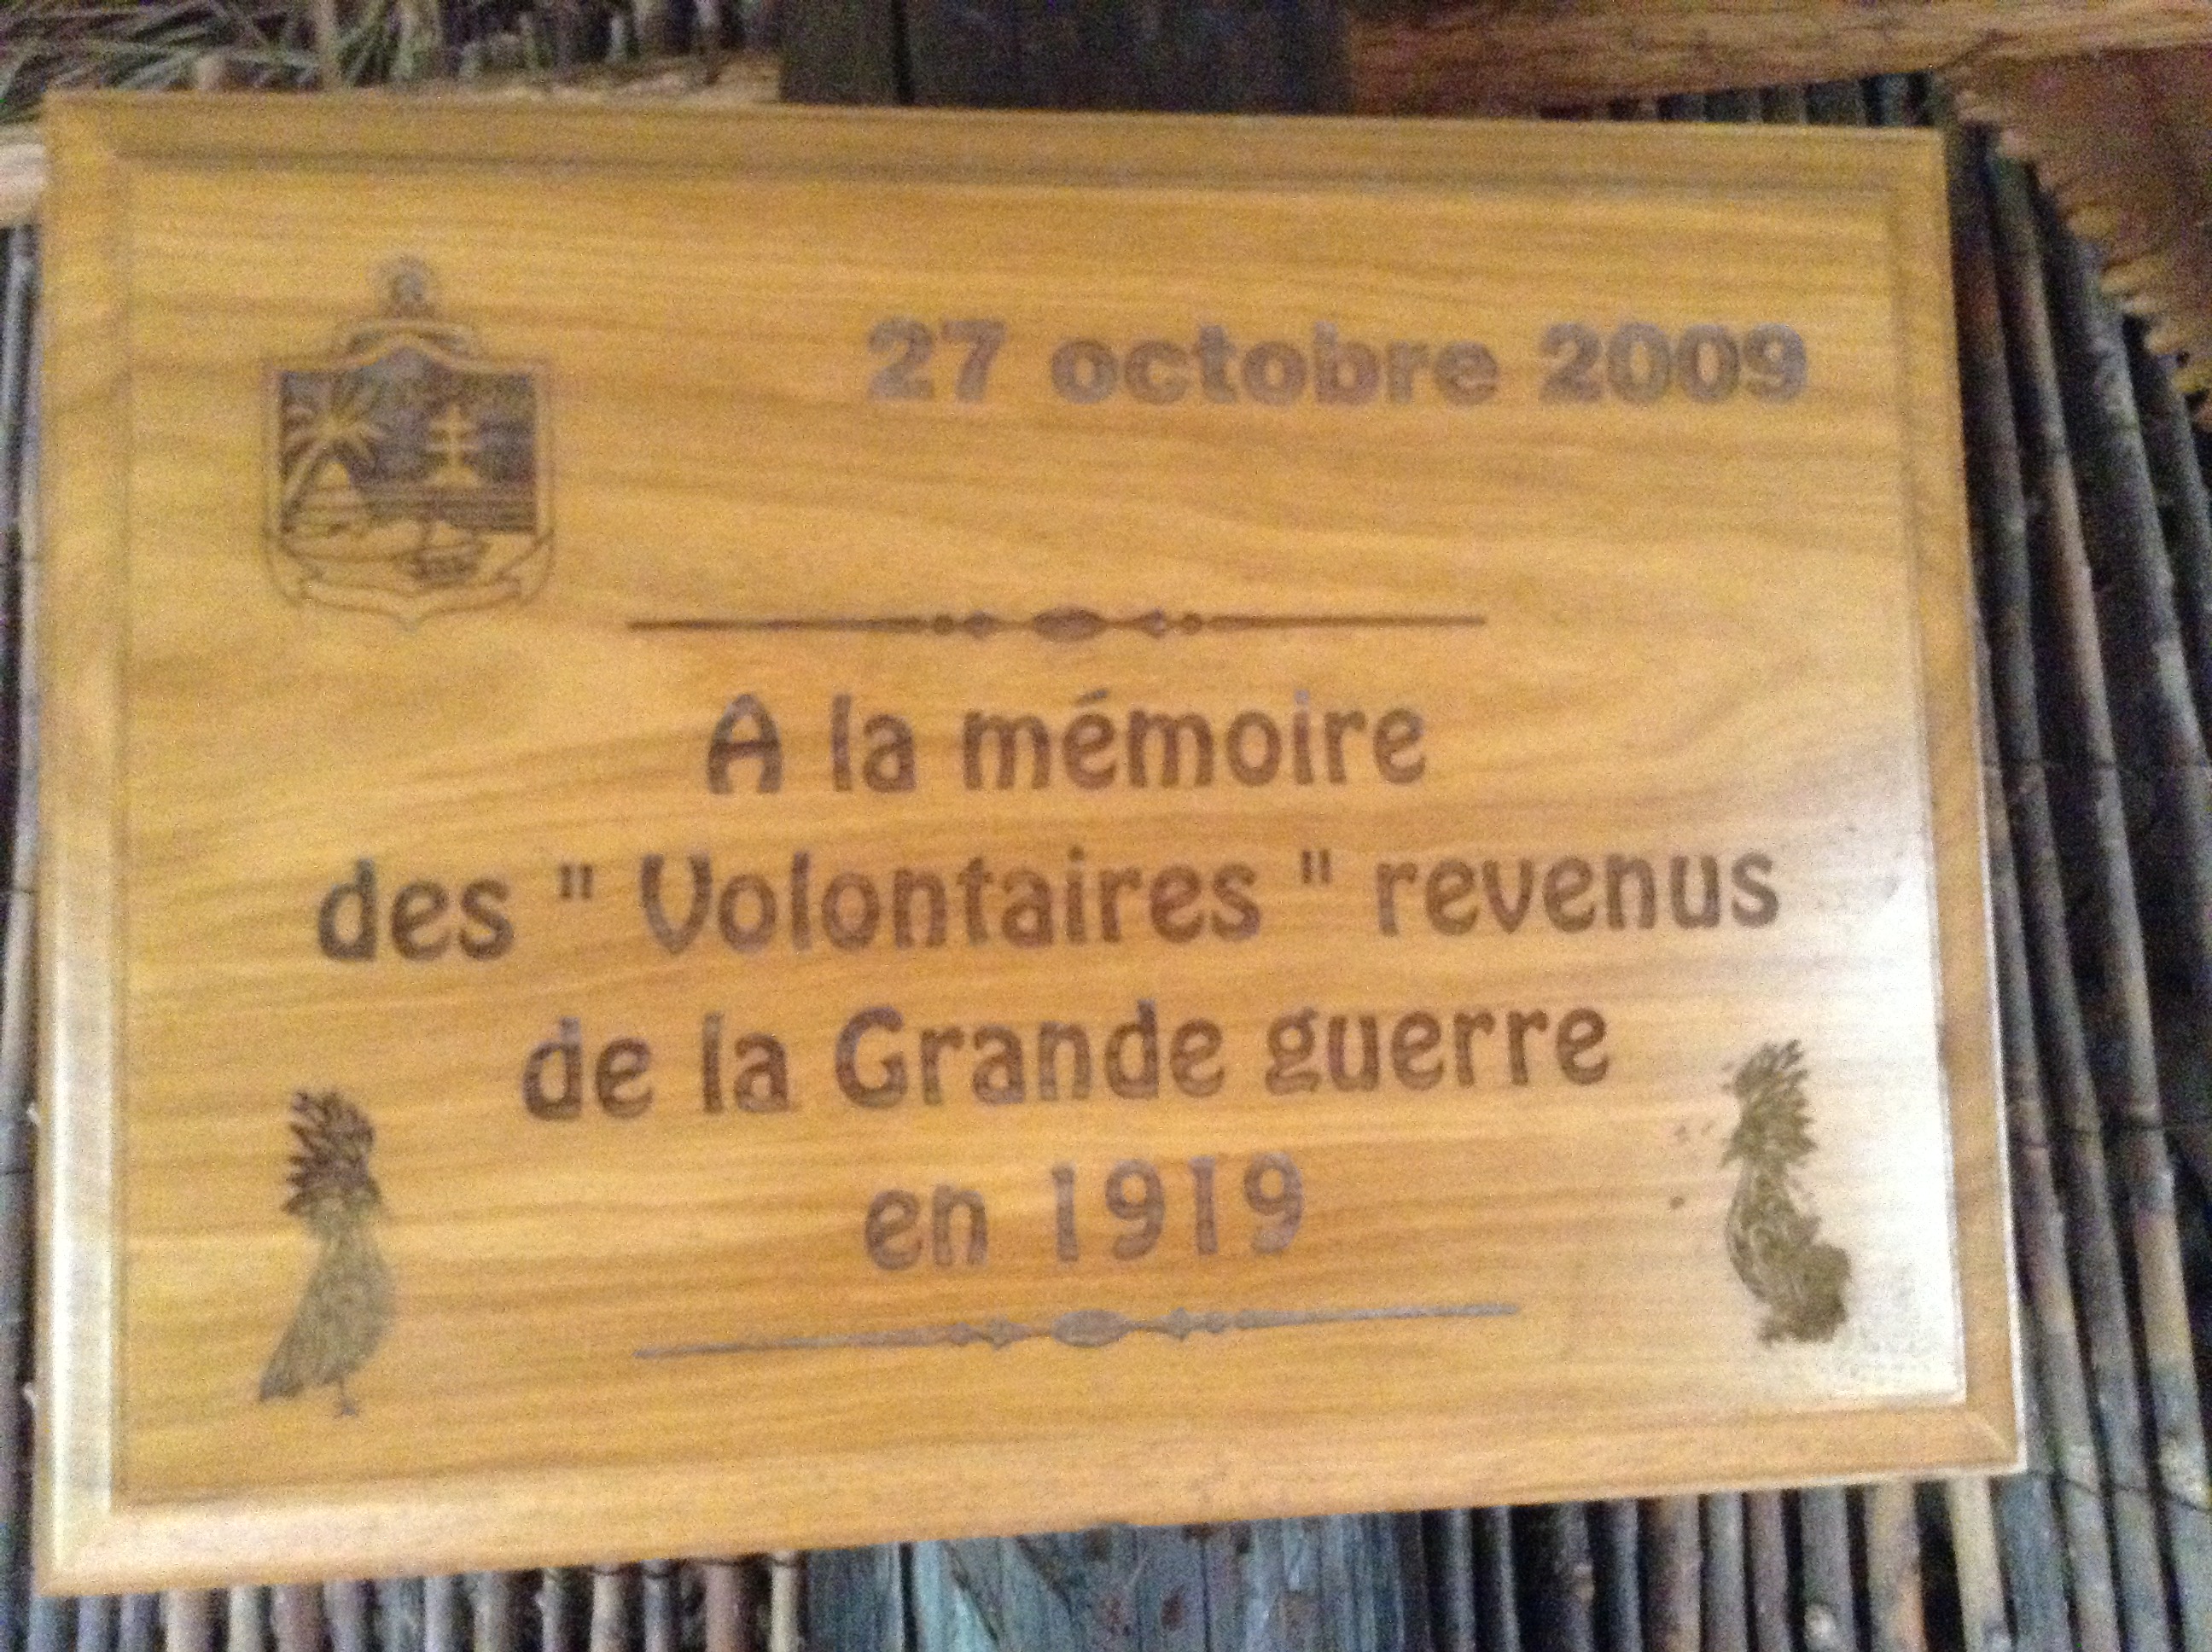 27 octobre 2009
A la mémoire
des " Volontaires " revenus
de la Grande guerre
en 1919